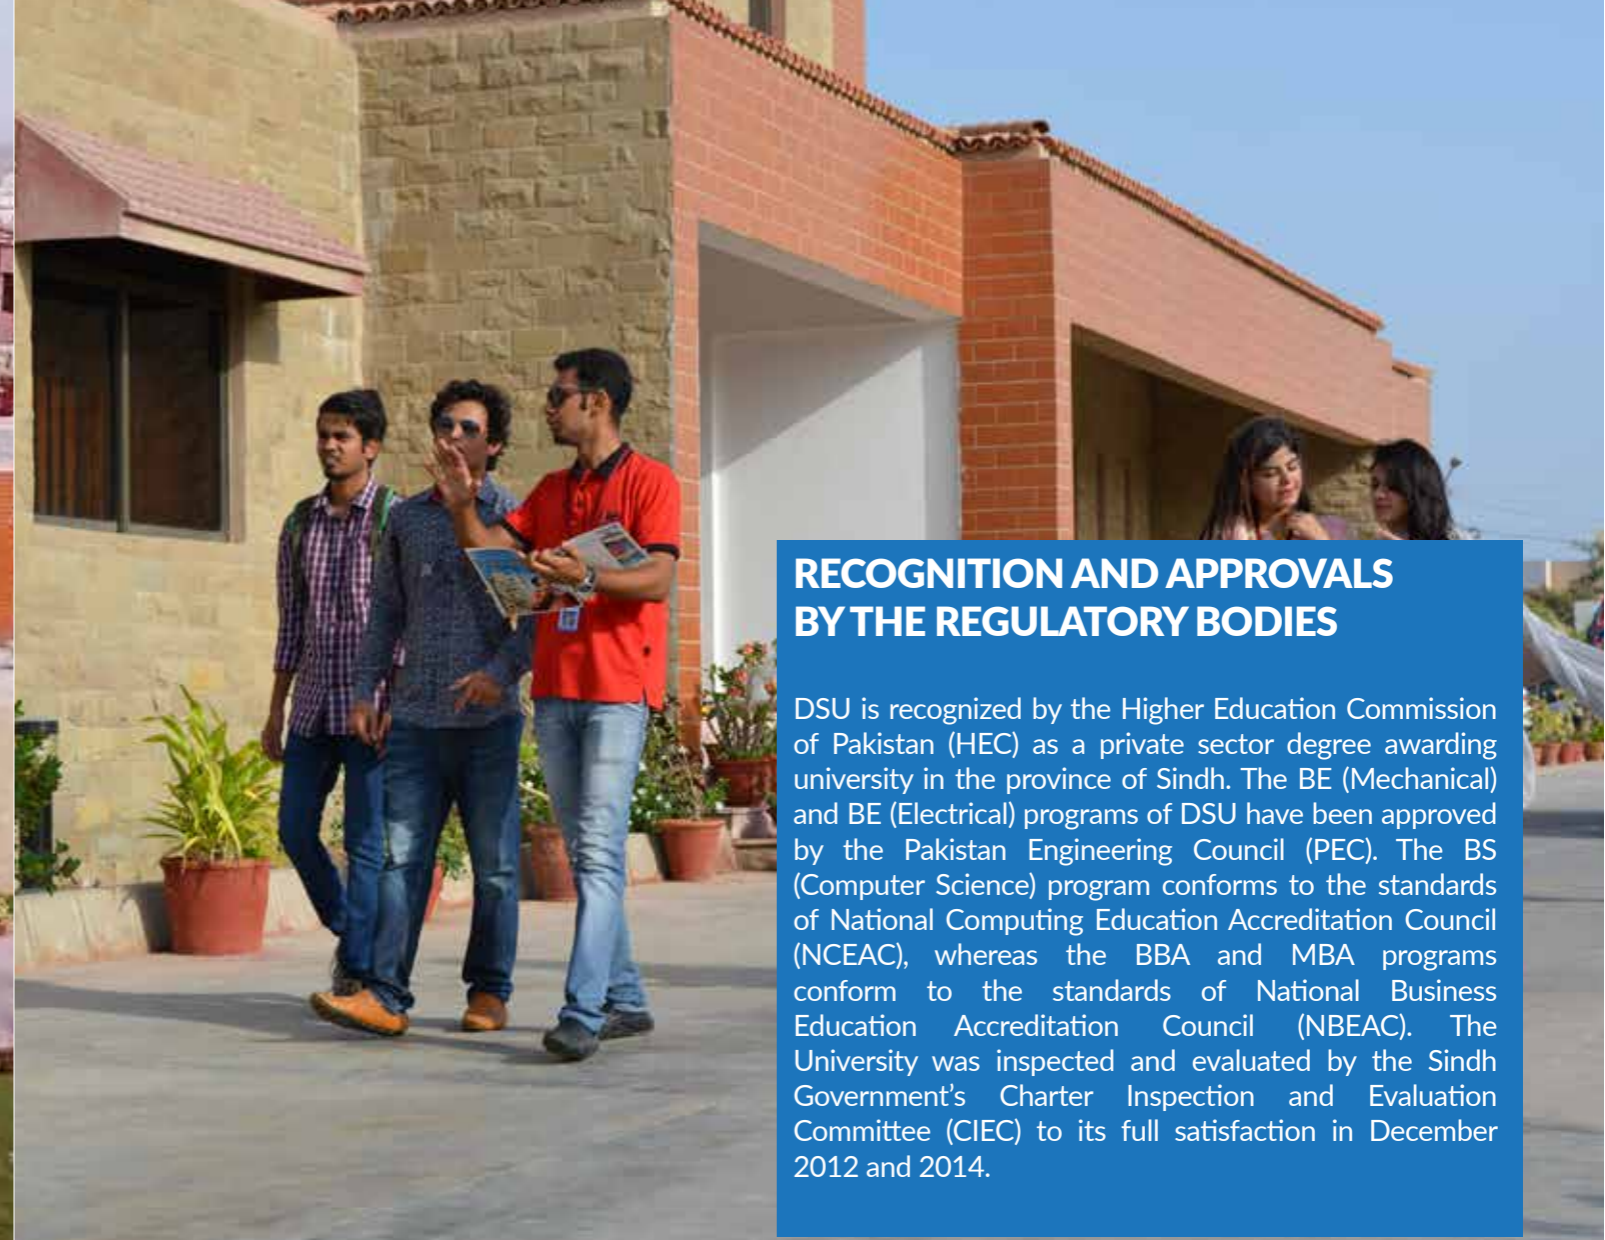 RECOGNITION AND APPROVALS
BY THE REGULATORY BODIES
DSU is recognized by the Higher Education Commission
of Pakistan (HEC) as a private sector degree awarding
university in the province of Sindh. The BE (Mechanical)
and BE (Electrical) programs of DSU have been approved
by the Pakistan Engineering Council (PEC). The BS
(Computer Science) program conforms to the standards
of National Computing Education Accreditation Council
(NCEAC), whereas the BBA and MBA programs
conform to the standards of National Business
Education Accreditation Council (NBEAC). The
University was inspected and evaluated by the Sindh
Government’s Charter Inspection and Evaluation
Committee (CIEC) to its full satisfaction in December
2012 and 2014.